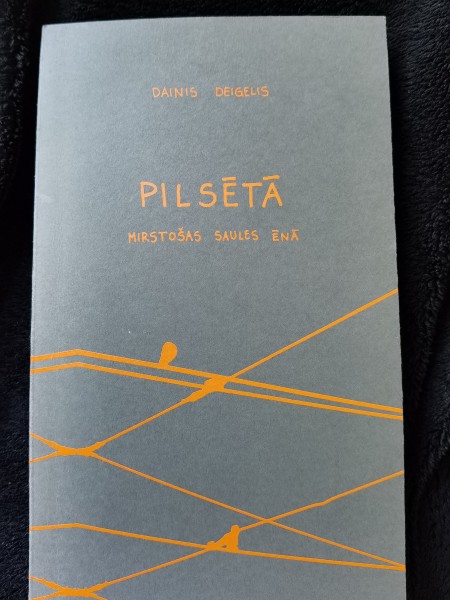 DAINIS DEIGELIS
PILSĒTĀ
MIRSTOŠAS SAULES ĒNĀ